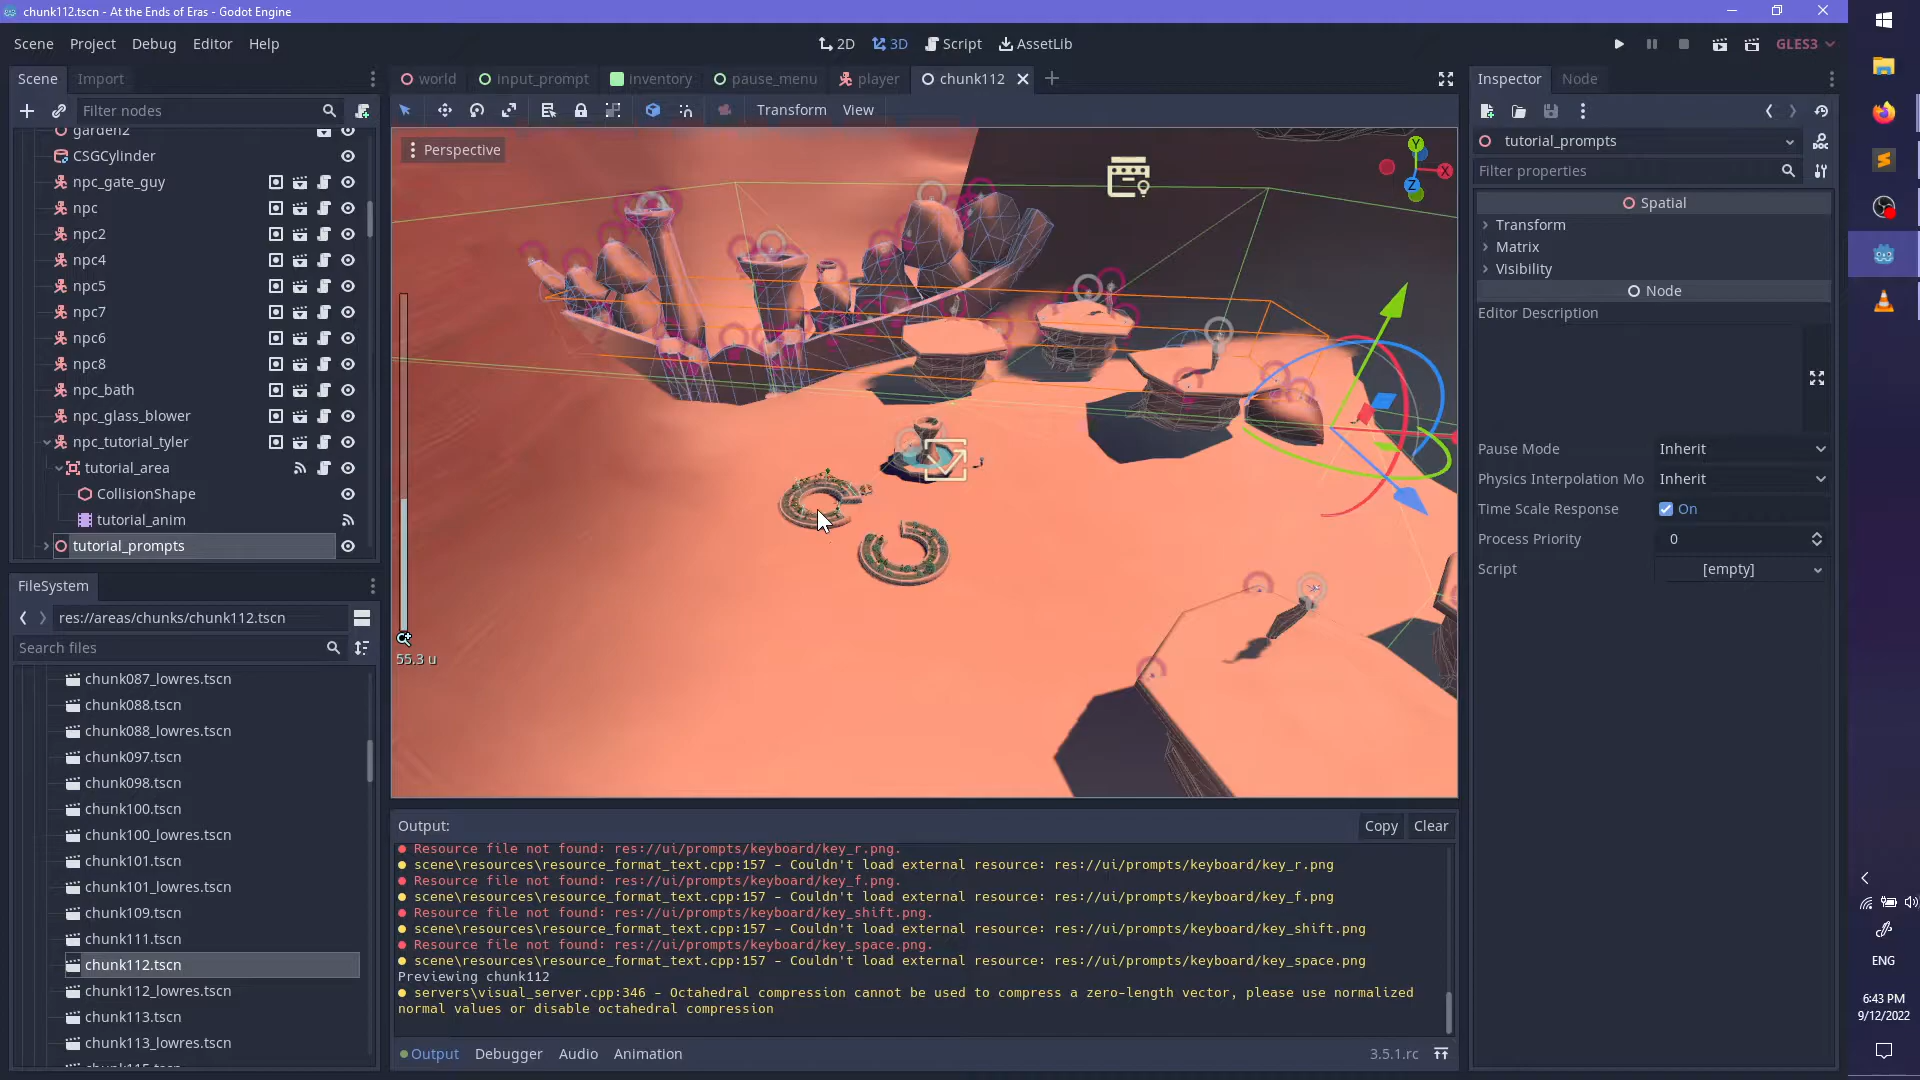 chunk112.tscn - At the Ends of Eras - Godot Engine
Scene Project Debug Editor Help
2D 3D Script AssetLib
GLES3
Scene Import
world input_prompt inventory pause_menu player chunk112
Inspector Node
Filter nodes
Transform View
garden2
CSGCylinder
npc_gate_guy
npc
npc2
npc4
npc5
npc7
npc6
npc8
npc_bath
npc_glass_blower
npc_tutorial_tyler
tutorial_area
CollisionShape
tutorial_anim
tutorial_prompts
Perspective
Y
X
Z
55.3 u
tutorial_prompts
Filter properties
Spatial
Transform
Matrix
Visibility
Node
Editor Description
Pause Mode Inherit
Physics Interpolation Mo Inherit
Time Scale Response On
Process Priority 0
Script [empty]
FileSystem
res://areas/chunks/chunk112.tscn
Search files
chunk087_lowres.tscn
chunk088.tscn
chunk088_lowres.tscn
chunk097.tscn
chunk098.tscn
chunk100.tscn
chunk100_lowres.tscn
chunk101.tscn
chunk101_lowres.tscn
chunk109.tscn
chunk111.tscn
chunk112.tscn
chunk112_lowres.tscn
chunk113.tscn
chunk113_lowres.tscn
Output: Copy Clear
Resource file not found: res://ui/prompts/keyboard/key_r.png.
scene\resources\resource_format_text.cpp:157 - Couldn't load external resource: res://ui/prompts/keyboard/key_r.png
Resource file not found: res://ui/prompts/keyboard/key_f.png.
scene\resources\resource_format_text.cpp:157 - Couldn't load external resource: res://ui/prompts/keyboard/key_f.png
Resource file not found: res://ui/prompts/keyboard/key_shift.png.
scene\resources\resource_format_text.cpp:157 - Couldn't load external resource: res://ui/prompts/keyboard/key_shift.png
Resource file not found: res://ui/prompts/keyboard/key_space.png.
scene\resources\resource_format_text.cpp:157 - Couldn't load external resource: res://ui/prompts/keyboard/key_space.png
Previewing chunk112
servers\visual_server.cpp:346 - Octahedral compression cannot be used to compress a zero-length vector, please use normalized
normal values or disable octahedral compression
Output Debugger Audio Animation
3.5.1.rc
ENG
6:43 PM
9/12/2022